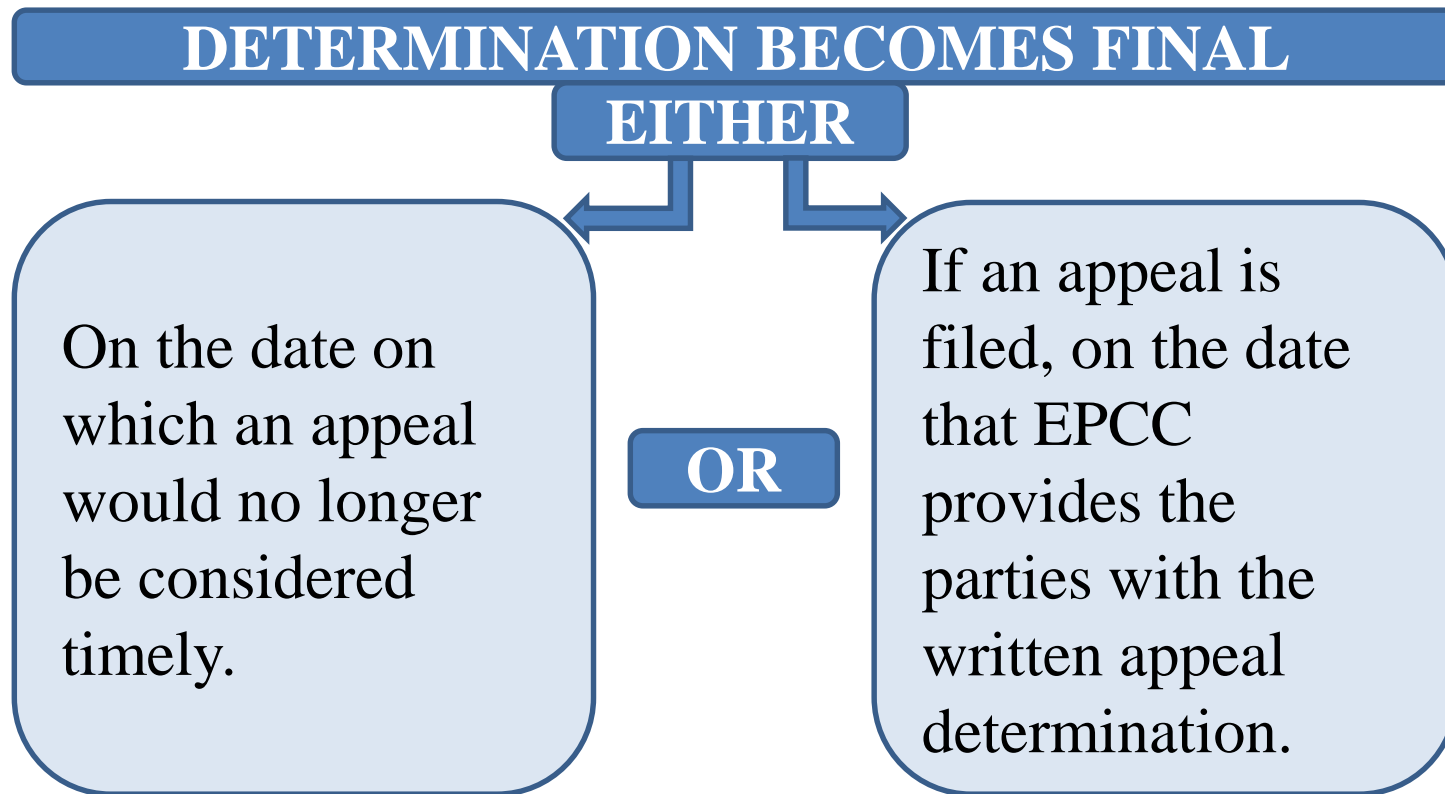 DETERMINATION BECOMES FINAL
EITHER
On the date on
which an appeal
would no longer
be considered
timely.
OR
If an appeal is
filed, on the date
that EPCC
provides the
parties with the
written appeal
determination.